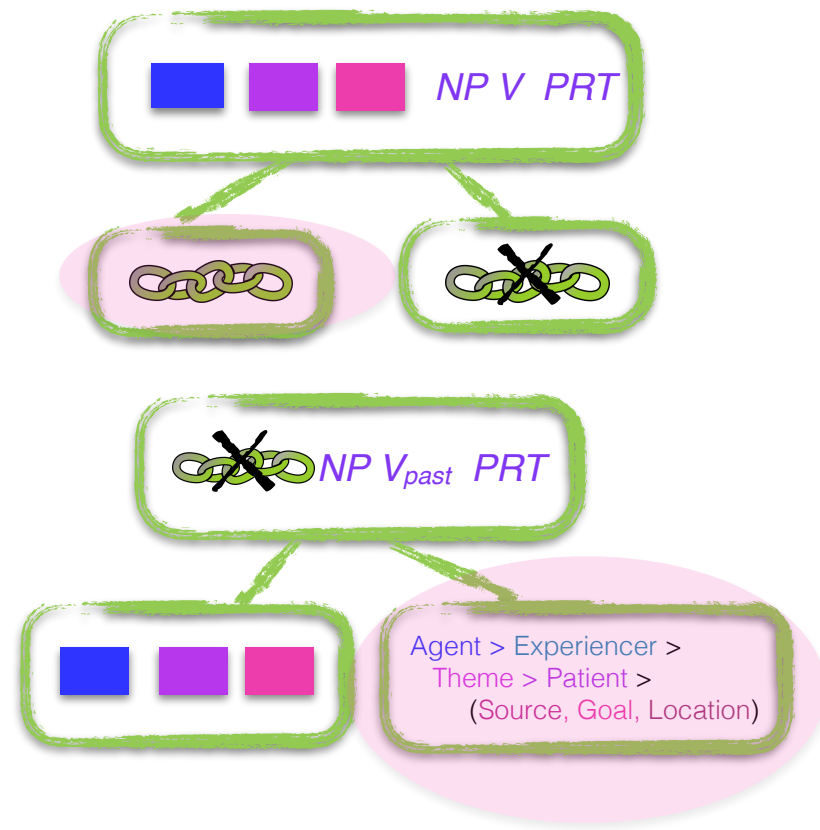 NP V PRT
NP Vpast PRT
Agent > Experiencer >
Theme > Patient >
(Source, Goal, Location)